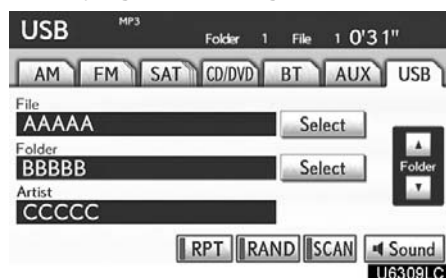 USB MP3 Folder 1 File 1 0'31"
AM FM SAT CD/DVD BT AUX USB
File
AAAAA Select
Folder
BBBBB Select
Folder
Artist
CCCCC
RPT RAND SCAN Sound
U6309LC